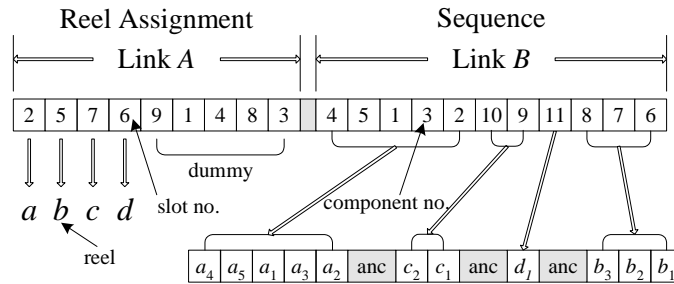 Reel Assignment Sequence
Link A Link B
2 5 7 6 9 1 4 8 3 4 5 1 3 2 10 9 11 8 7 6
dummy
a b c d slot no. component no.
reel
a₄ a₅ a₁ a₃ a₂ anc c₂ c₁ anc d₁ anc b₃ b₂ b₁